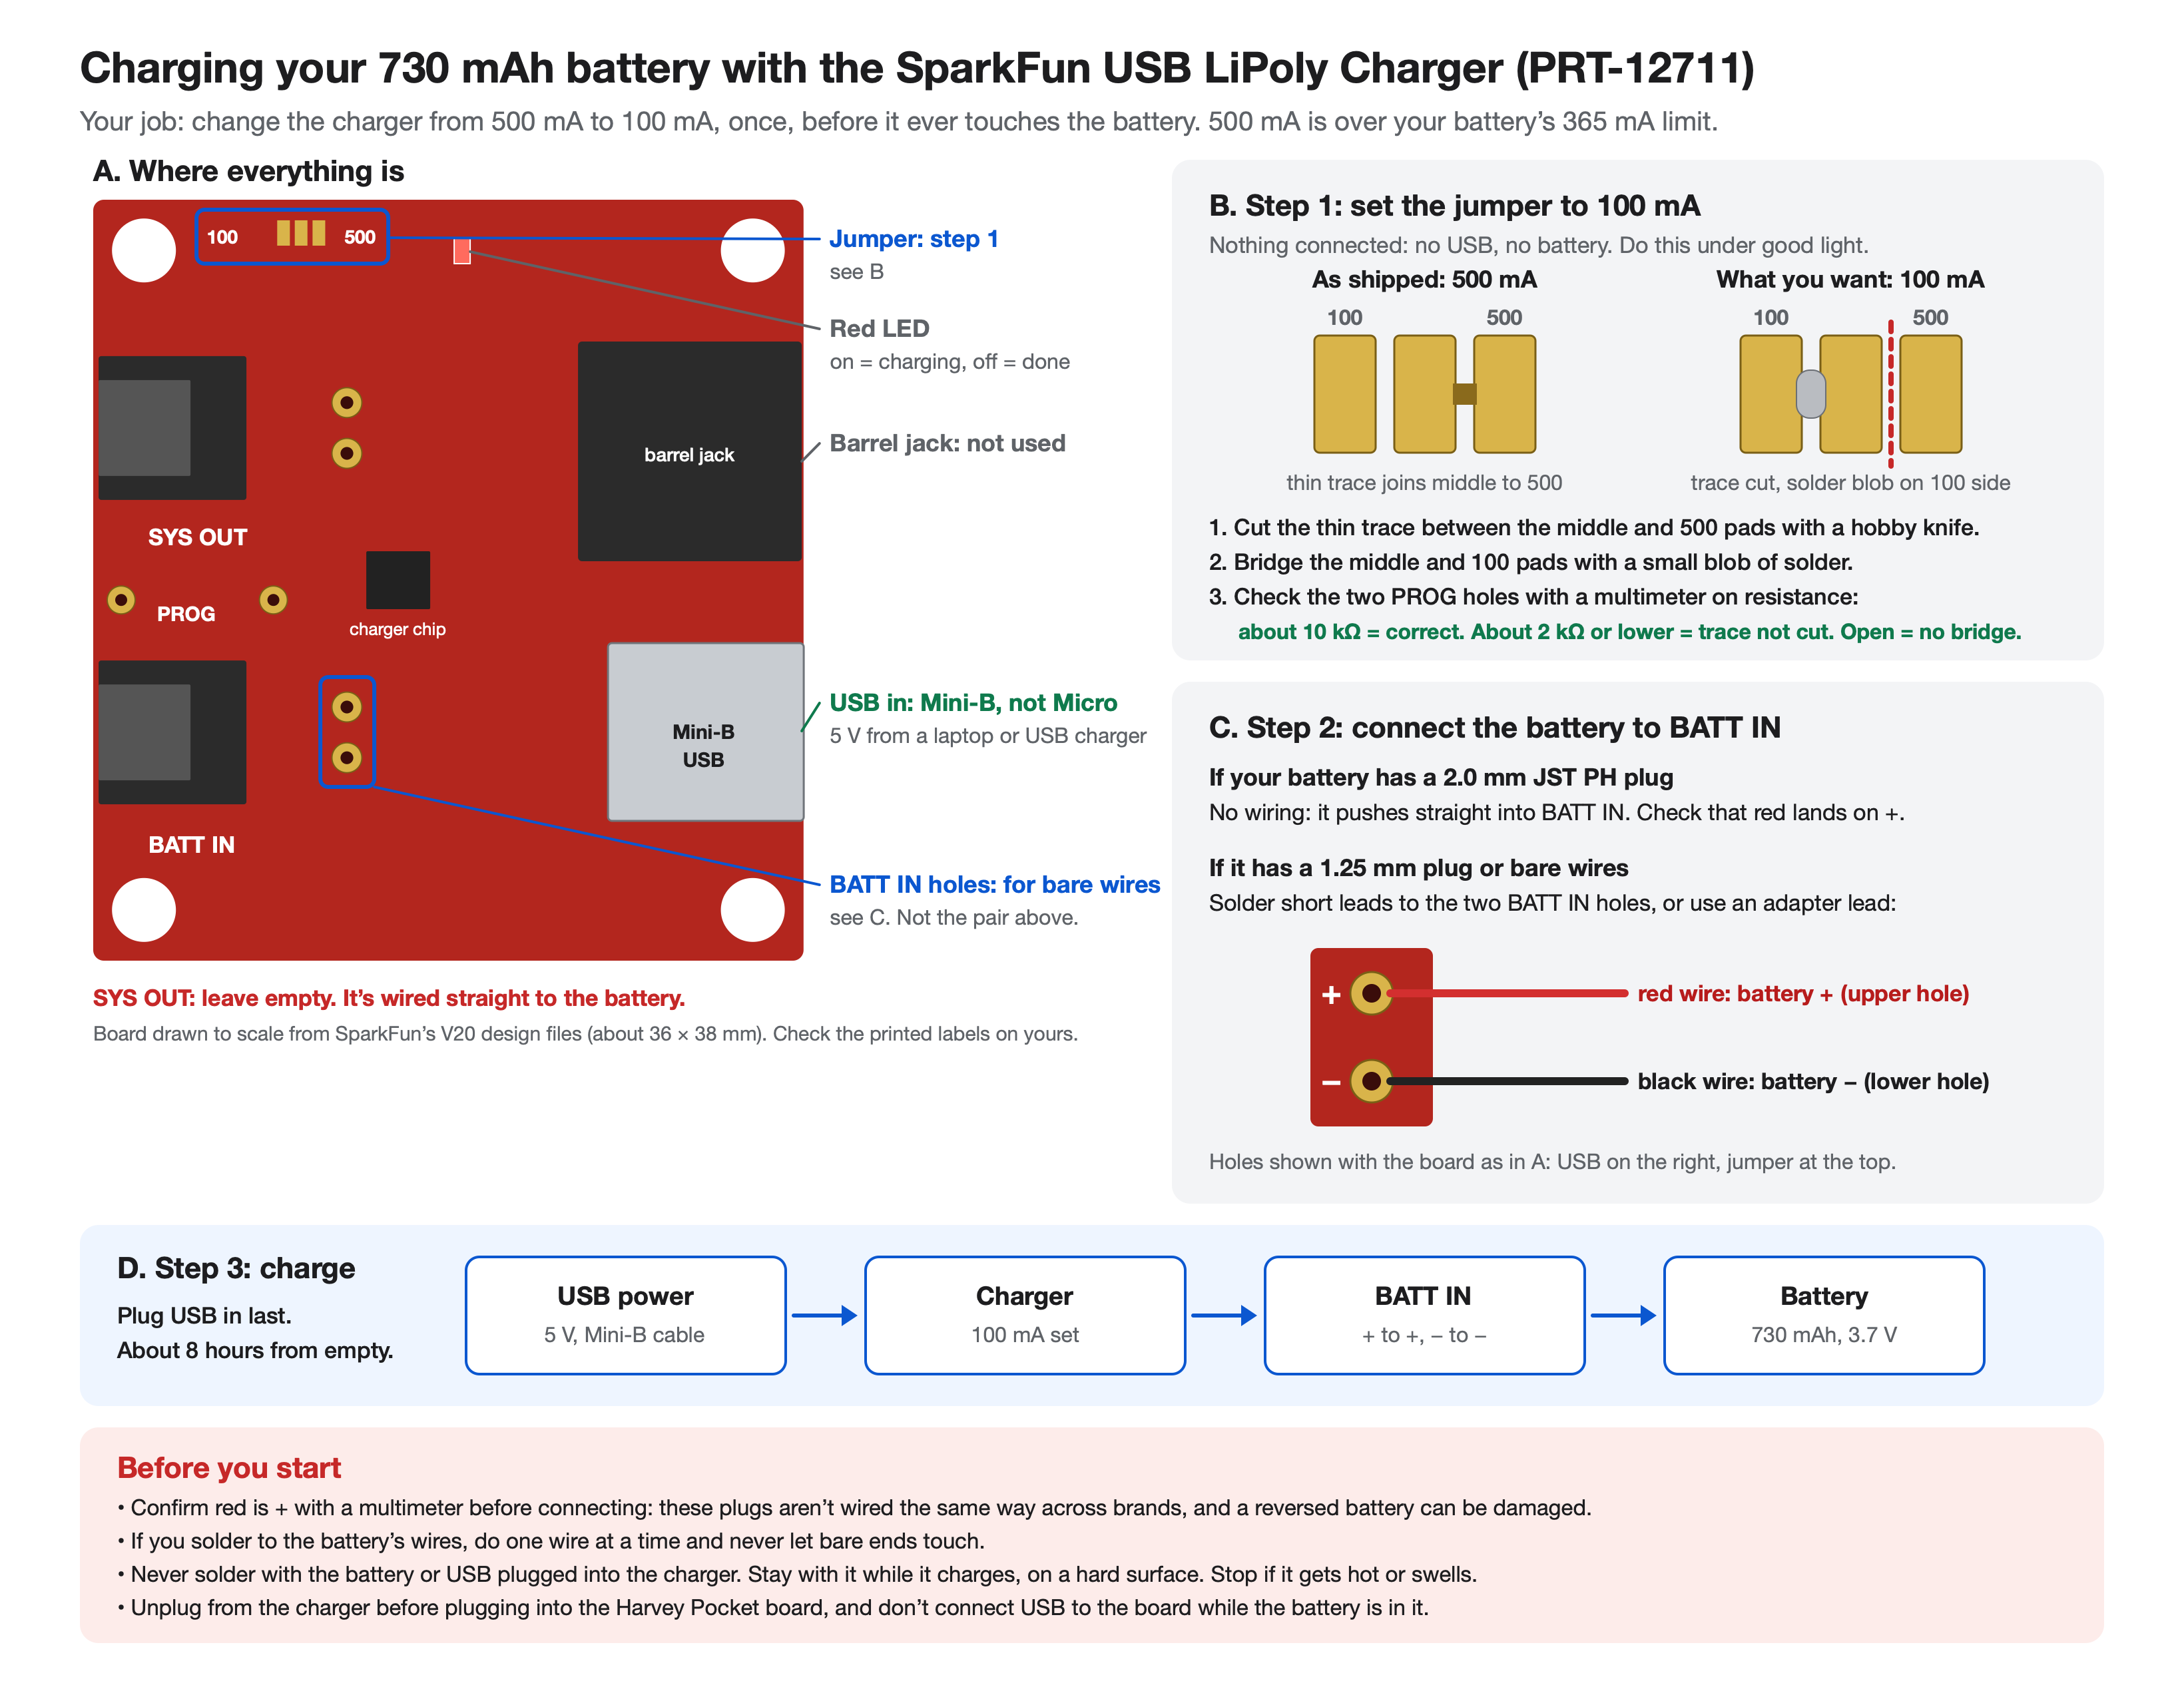 Charging your 730 mAh battery with the SparkFun USB LiPoly Charger (PRT-12711)
Your job: change the charger from 500 mA to 100 mA, once, before it ever touches the battery. 500 mA is over your battery’s 365 mA limit.
A. Where everything is
100
500
Jumper: step 1
see B
Red LED
on = charging, off = done
barrel jack
Barrel jack: not used
SYS OUT
PROG
charger chip
Mini-B
USB
USB in: Mini-B, not Micro
5 V from a laptop or USB charger
BATT IN
BATT IN holes: for bare wires
see C. Not the pair above.
SYS OUT: leave empty. It’s wired straight to the battery.
Board drawn to scale from SparkFun’s V20 design files (about 36 × 38 mm). Check the printed labels on yours.
B. Step 1: set the jumper to 100 mA
Nothing connected: no USB, no battery. Do this under good light.
As shipped: 500 mA
100
500
thin trace joins middle to 500
What you want: 100 mA
100
500
trace cut, solder blob on 100 side
1. Cut the thin trace between the middle and 500 pads with a hobby knife.
2. Bridge the middle and 100 pads with a small blob of solder.
3. Check the two PROG holes with a multimeter on resistance:
about 10 kΩ = correct. About 2 kΩ or lower = trace not cut. Open = no bridge.
C. Step 2: connect the battery to BATT IN
If your battery has a 2.0 mm JST PH plug
No wiring: it pushes straight into BATT IN. Check that red lands on +.
If it has a 1.25 mm plug or bare wires
Solder short leads to the two BATT IN holes, or use an adapter lead:
+
red wire: battery + (upper hole)
−
black wire: battery − (lower hole)
Holes shown with the board as in A: USB on the right, jumper at the top.
D. Step 3: charge
Plug USB in last.
About 8 hours from empty.
USB power
5 V, Mini-B cable
Charger
100 mA set
BATT IN
+ to +, − to −
Battery
730 mAh, 3.7 V
Before you start
• Confirm red is + with a multimeter before connecting: these plugs aren’t wired the same way across brands, and a reversed battery can be damaged.
• If you solder to the battery’s wires, do one wire at a time and never let bare ends touch.
• Never solder with the battery or USB plugged into the charger. Stay with it while it charges, on a hard surface. Stop if it gets hot or swells.
• Unplug from the charger before plugging into the Harvey Pocket board, and don’t connect USB to the board while the battery is in it.